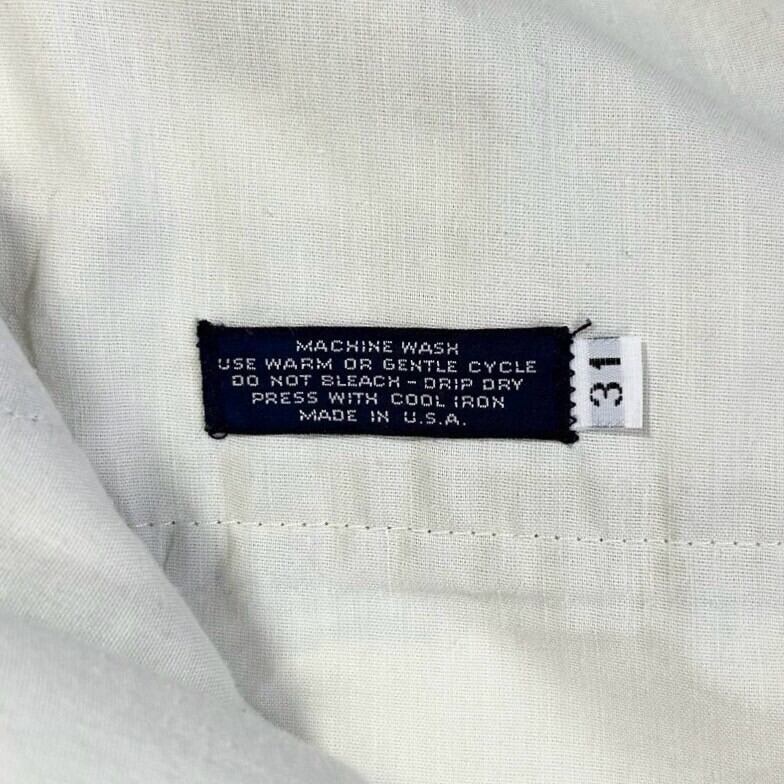 MACHINE WASH
USE WARM OR GENTLE CYCLE
DO NOT BLEACH - DRIP DRY
PRESS WITH COOL IRON
MADE IN U.S.A.
31